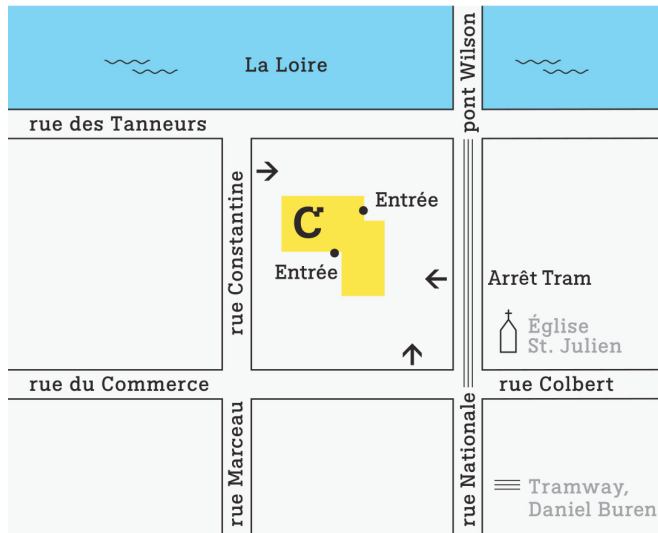 La Loire
pont Wilson
rue des Tanneurs
rue Constantine
Entrée
C
Entrée
Arrêt Tram
Église
St. Julien
rue du Commerce
rue Colbert
rue Marceau
rue Nationale
Tramway,
Daniel Buren